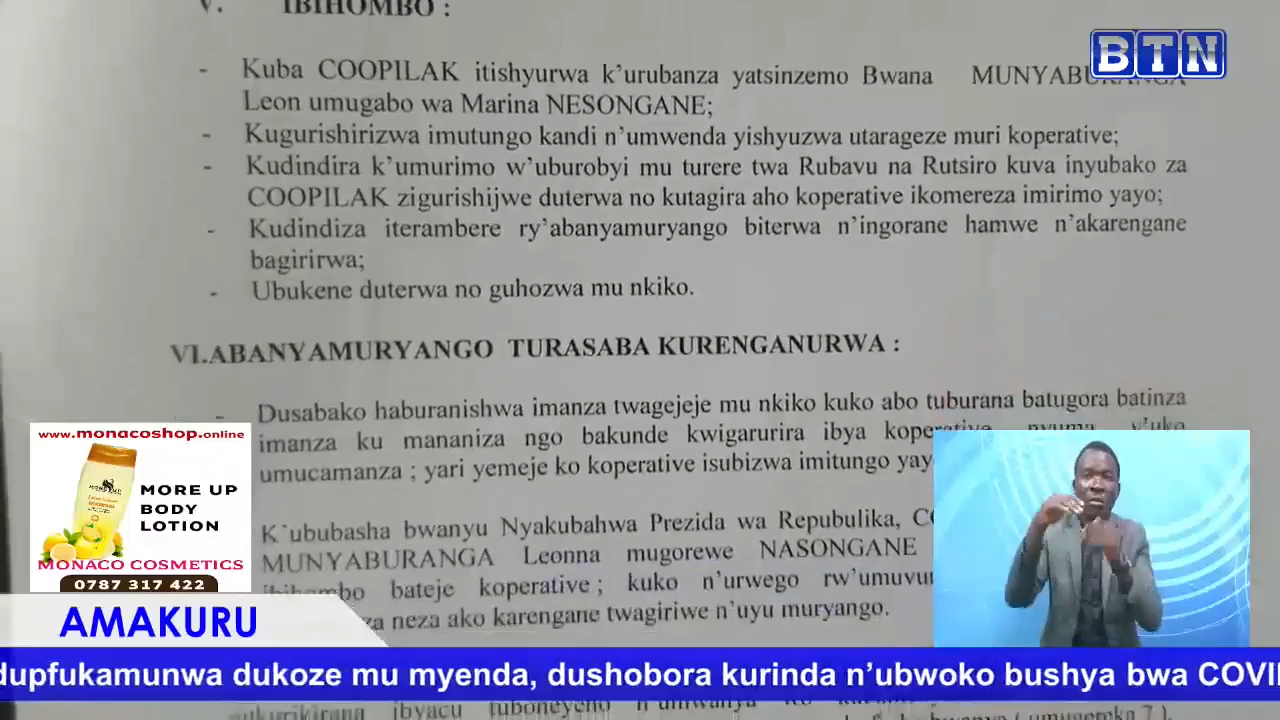 V. IBIHOMBO :
BTN
- Kuba COOPILAK itishyurwa k'urubanza yatsinzemo Bwana MUNYABURANGA
Leon umugabo wa Marina NESONGANE;
- Kugurishirizwa imutungo kandi n'umwenda yishyuzwa utarageze muri koperative;
- Kudindira k'umurimo w'uburobyi mu turere twa Rubavu na Rutsiro kuva inyubako za
COOPILAK zigurishijwe duterwa no kutagira aho koperative ikomereza imirimo yayo;
- Kudindiza iterambere ry'abanyamuryango biterwa n'ingorane hamwe n'akarengane
bagirirwa;
- Ubukene duterwa no guhozwa mu nkiko.
VI.ABANYAMURYANGO TURASABA KURENGANURWA :
- Dusabako haburanishwa imanza twagejeje mu nkiko kuko abo tuburana batugora batinza
imanza ku mananiza ngo bakunde kwigarurira ibya koperative nyuma y'uko
umucamanza ; yari yemeje ko koperative isubizwa imitungo
K`ububasha bwanyu Nyakubahwa Prezida wa Repubulika,
MUNYABURANGA Leonna mugorewe NASONGANE
ibihombo bateje koperative ; kuko n'urwego
neza ako karengane twagiriwe n'uyu muryango.
www.monacoshop.online
MORE UP
BODY
LOTION
MONACO COSMETICS
0787 317 422
AMAKURU
dupfukamunwa dukoze mu myenda, dushobora kurinda n'ubwoko bushya bwa
ibyacu